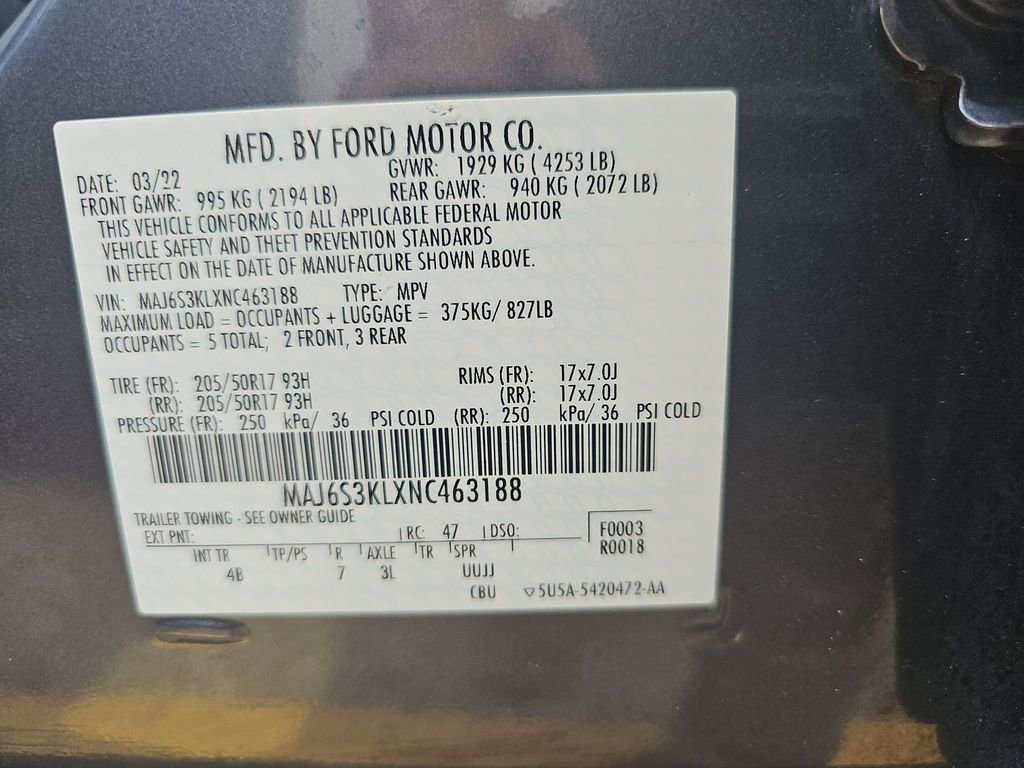 MFD. BY FORD MOTOR CO.
DATE: 03/22 GVWR: 1929 KG ( 4253 LB)
FRONT GAWR: 995 KG ( 2194 LB) REAR GAWR: 940 KG ( 2072 LB)
THIS VEHICLE CONFORMS TO ALL APPLICABLE FEDERAL MOTOR
VEHICLE SAFETY AND THEFT PREVENTION STANDARDS
IN EFFECT ON THE DATE OF MANUFACTURE SHOWN ABOVE.
VIN: MAJ6S3KLXNC463188 TYPE: MPV
MAXIMUM LOAD = OCCUPANTS + LUGGAGE = 375KG/ 827LB
OCCUPANTS = 5 TOTAL; 2 FRONT, 3 REAR
TIRE (FR): 205/50R17 93H RIMS (FR): 17x7.0J
(RR): 205/50R17 93H (RR): 17x7.0J
PRESSURE (FR): 250 kPa/ 36 PSI COLD (RR): 250 kPa/ 36 PSI COLD
MAJ6S3KLXNC463188
TRAILER TOWING - SEE OWNER GUIDE
EXT PNT: RC: 47 DSO: F0003
R0018
INT TR TP/PS R AXLE TR SPR
4B 7 3L UUJJ
CBU ▽5U5A-5420472-AA